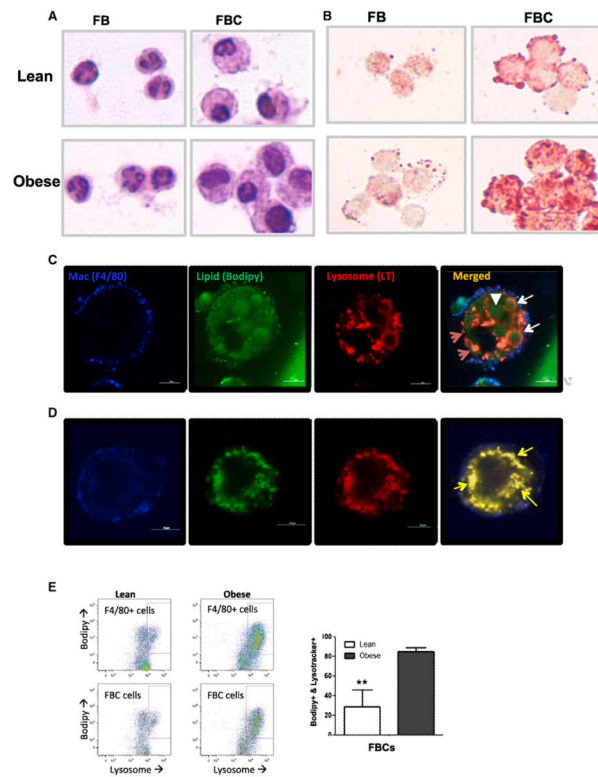 A
FB
FBC
B
FB
FBC
Lean
Obese
C
Mac (F4/80)
Lipid (Bodipy)
Lysosome (LT)
Merged
D
E
Lean
Obese
F4/80+ cells
F4/80+ cells
Bodipy →
FBC cells
FBC cells
Bodipy →
Lysosome →
Lysosome →
Bodipy+ & Lysotracker+
100
80
60
40
20
0
Lean
Obese
**
FBCs